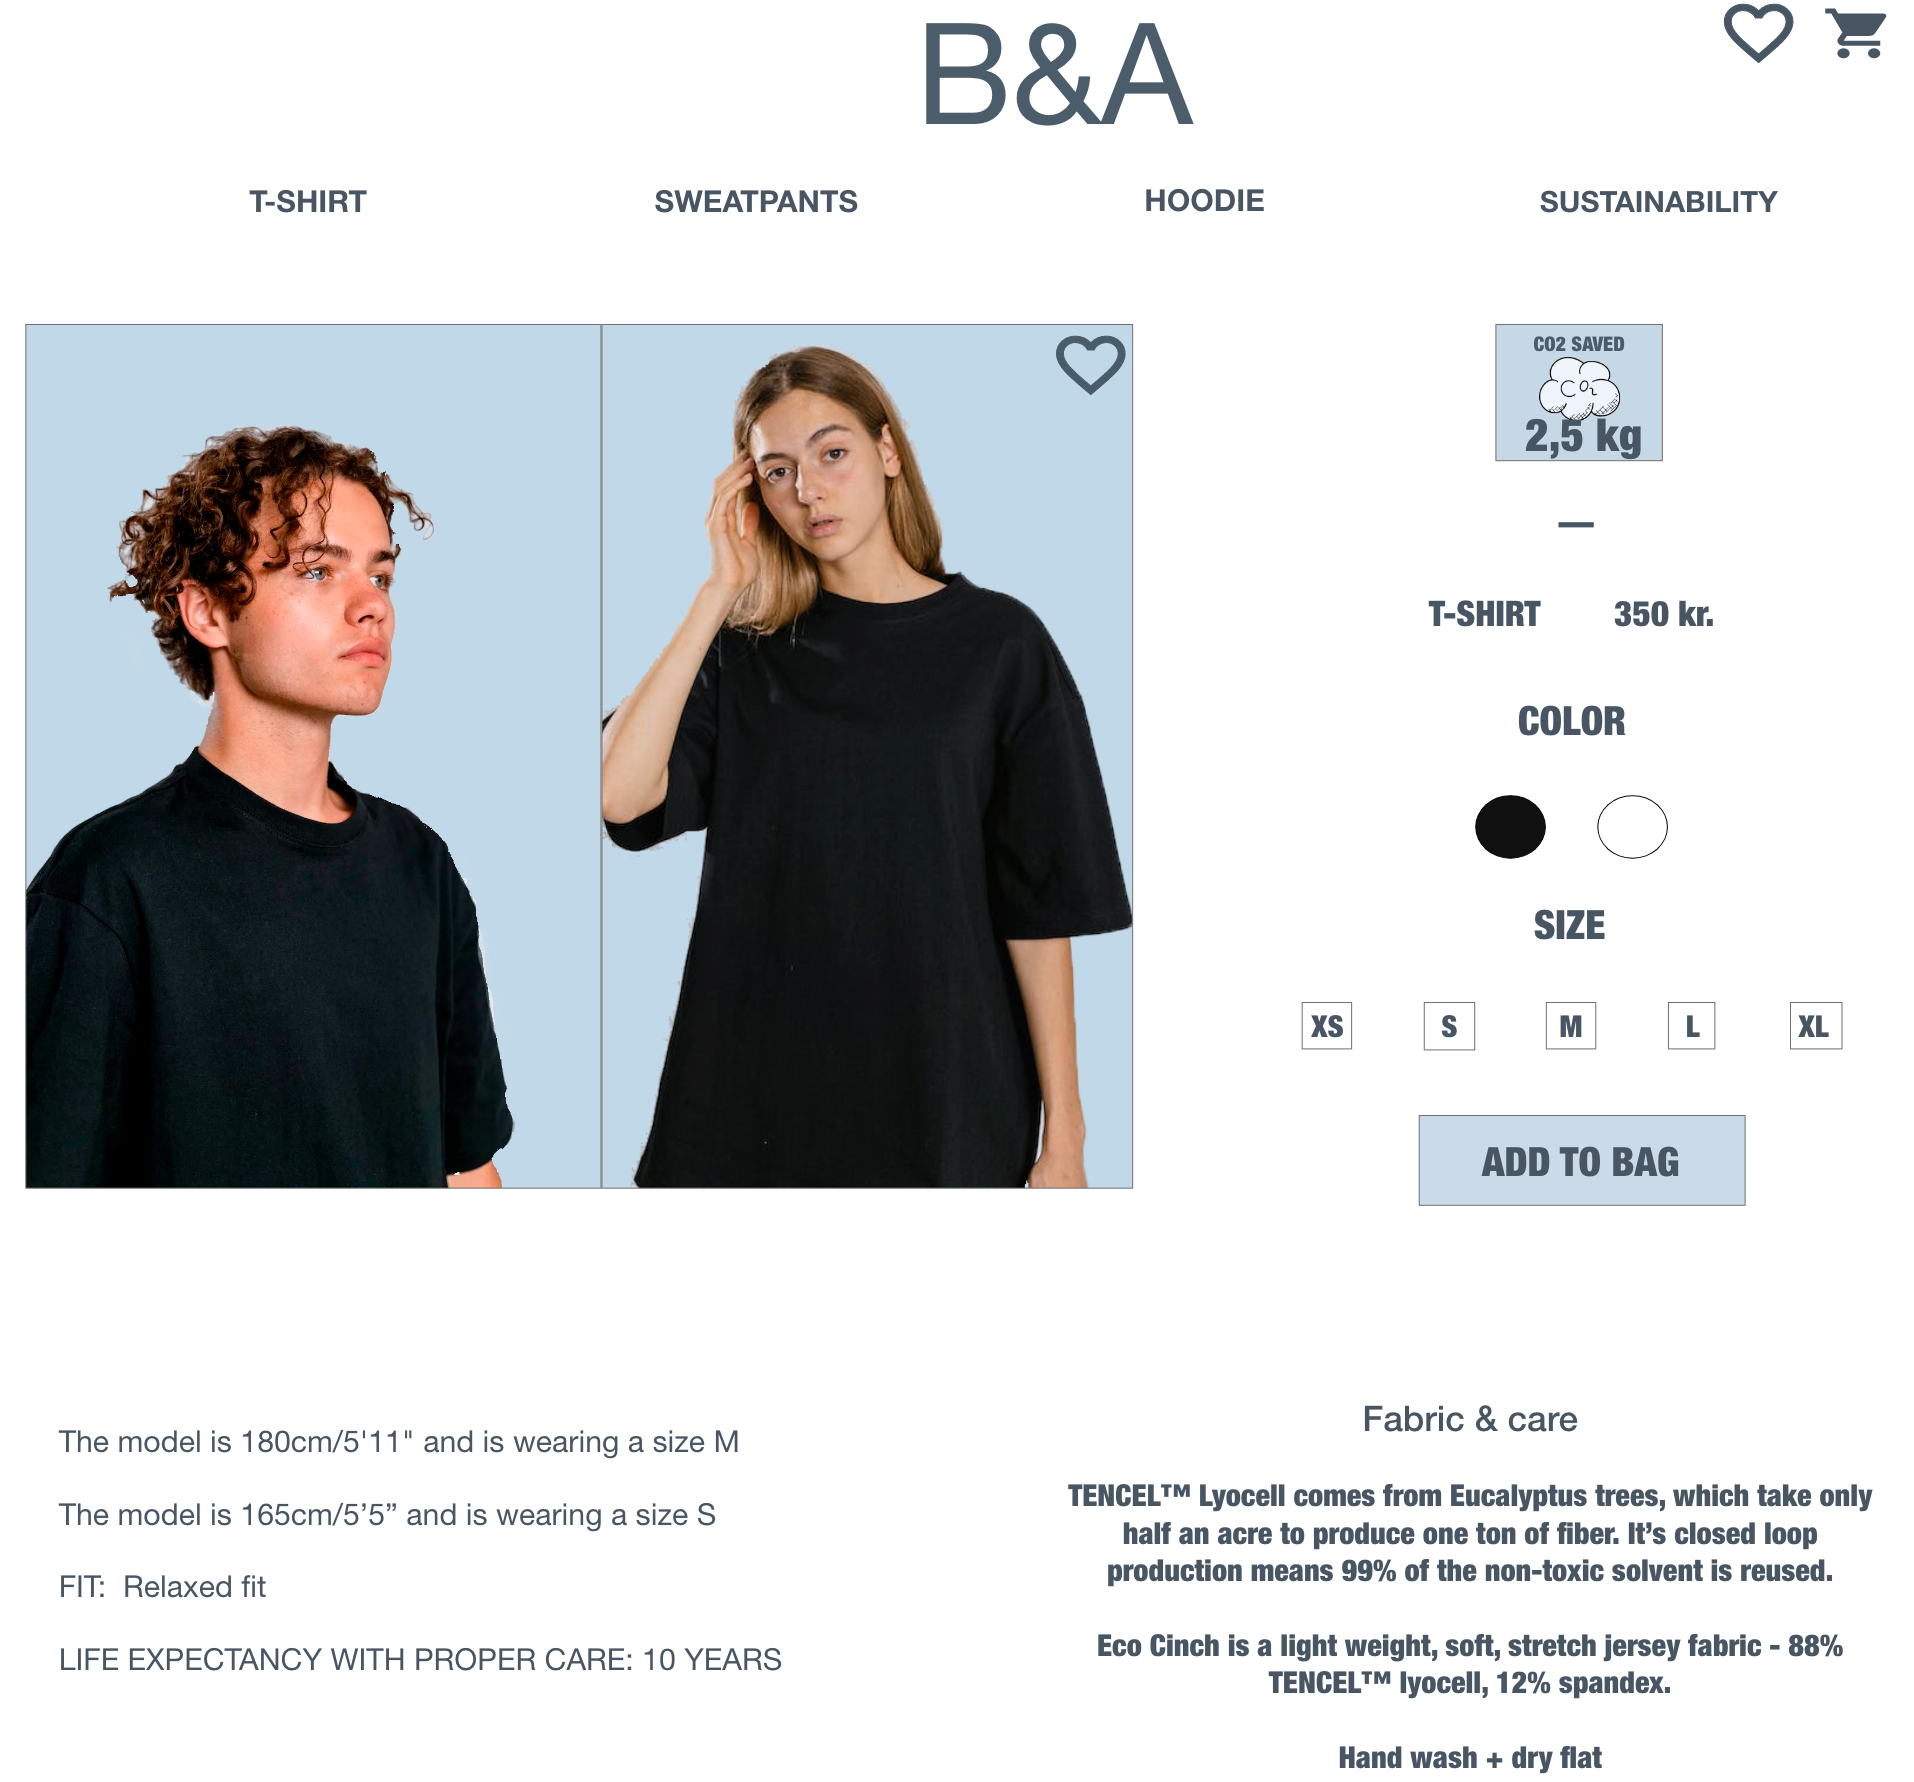 B&A
T-SHIRT
SWEATPANTS
HOODIE
SUSTAINABILITY
CO2 SAVED
CO2
2,5 kg
—
T-SHIRT 350 kr.
COLOR
SIZE
XS S M L XL
ADD TO BAG
The model is 180cm/5'11" and is wearing a size M
The model is 165cm/5’5” and is wearing a size S
FIT:  Relaxed fit
LIFE EXPECTANCY WITH PROPER CARE: 10 YEARS
Fabric & care
TENCEL™ Lyocell comes from Eucalyptus trees, which take only
half an acre to produce one ton of fiber. It’s closed loop
production means 99% of the non-toxic solvent is reused.
Eco Cinch is a light weight, soft, stretch jersey fabric - 88%
TENCEL™ lyocell, 12% spandex.
Hand wash + dry flat